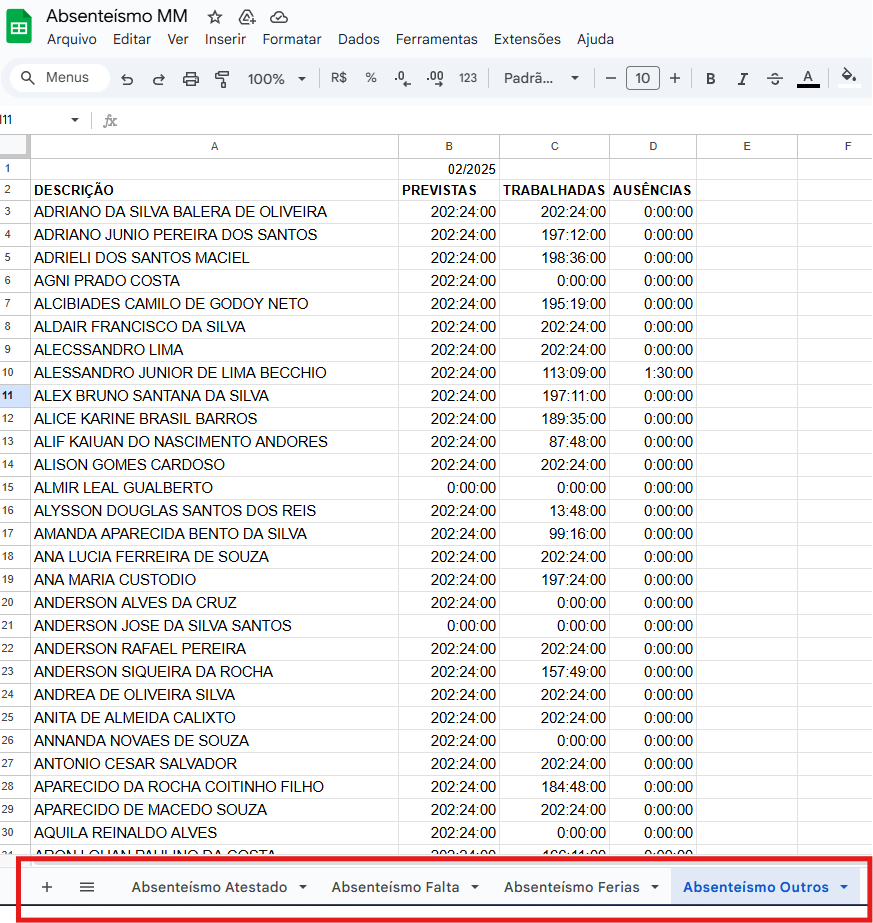 Absenteísmo MM
Arquivo Editar Ver Inserir Formatar Dados Ferramentas Extensões Ajuda
Menus 100% R$ % .0 .00 123 Padrã... 10 B I A
I11 fx
A B C D E F
1 02/2025
2 DESCRIÇÃO PREVISTAS TRABALHADAS AUSÊNCIAS
3 ADRIANO DA SILVA BALERA DE OLIVEIRA 202:24:00 202:24:00 0:00:00
4 ADRIANO JUNIO PEREIRA DOS SANTOS 202:24:00 197:12:00 0:00:00
5 ADRIELI DOS SANTOS MACIEL 202:24:00 198:36:00 0:00:00
6 AGNI PRADO COSTA 202:24:00 0:00:00 0:00:00
7 ALCIBIADES CAMILO DE GODOY NETO 202:24:00 195:19:00 0:00:00
8 ALDAIR FRANCISCO DA SILVA 202:24:00 202:24:00 0:00:00
9 ALECSSANDRO LIMA 202:24:00 202:24:00 0:00:00
10 ALESSANDRO JUNIOR DE LIMA BECCHIO 202:24:00 113:09:00 1:30:00
11 ALEX BRUNO SANTANA DA SILVA 202:24:00 197:11:00 0:00:00
12 ALICE KARINE BRASIL BARROS 202:24:00 189:35:00 0:00:00
13 ALIF KAIUAN DO NASCIMENTO ANDORES 202:24:00 87:48:00 0:00:00
14 ALISON GOMES CARDOSO 202:24:00 202:24:00 0:00:00
15 ALMIR LEAL GUALBERTO 0:00:00 0:00:00 0:00:00
16 ALYSSON DOUGLAS SANTOS DOS REIS 202:24:00 13:48:00 0:00:00
17 AMANDA APARECIDA BENTO DA SILVA 202:24:00 99:16:00 0:00:00
18 ANA LUCIA FERREIRA DE SOUZA 202:24:00 202:24:00 0:00:00
19 ANA MARIA CUSTODIO 202:24:00 197:24:00 0:00:00
20 ANDERSON ALVES DA CRUZ 202:24:00 0:00:00 0:00:00
21 ANDERSON JOSE DA SILVA SANTOS 0:00:00 0:00:00 0:00:00
22 ANDERSON RAFAEL PEREIRA 202:24:00 202:24:00 0:00:00
23 ANDERSON SIQUEIRA DA ROCHA 202:24:00 157:49:00 0:00:00
24 ANDREA DE OLIVEIRA SILVA 202:24:00 202:24:00 0:00:00
25 ANITA DE ALMEIDA CALIXTO 202:24:00 202:24:00 0:00:00
26 ANNANDA NOVAES DE SOUZA 202:24:00 0:00:00 0:00:00
27 ANTONIO CESAR SALVADOR 202:24:00 202:24:00 0:00:00
28 APARECIDO DA ROCHA COITINHO FILHO 202:24:00 184:48:00 0:00:00
29 APARECIDO DE MACEDO SOUZA 202:24:00 202:24:00 0:00:00
30 AQUILA REINALDO ALVES 202:24:00 0:00:00 0:00:00
Absenteísmo Atestado Absenteísmo Falta Absenteísmo Ferias Absenteísmo Outros